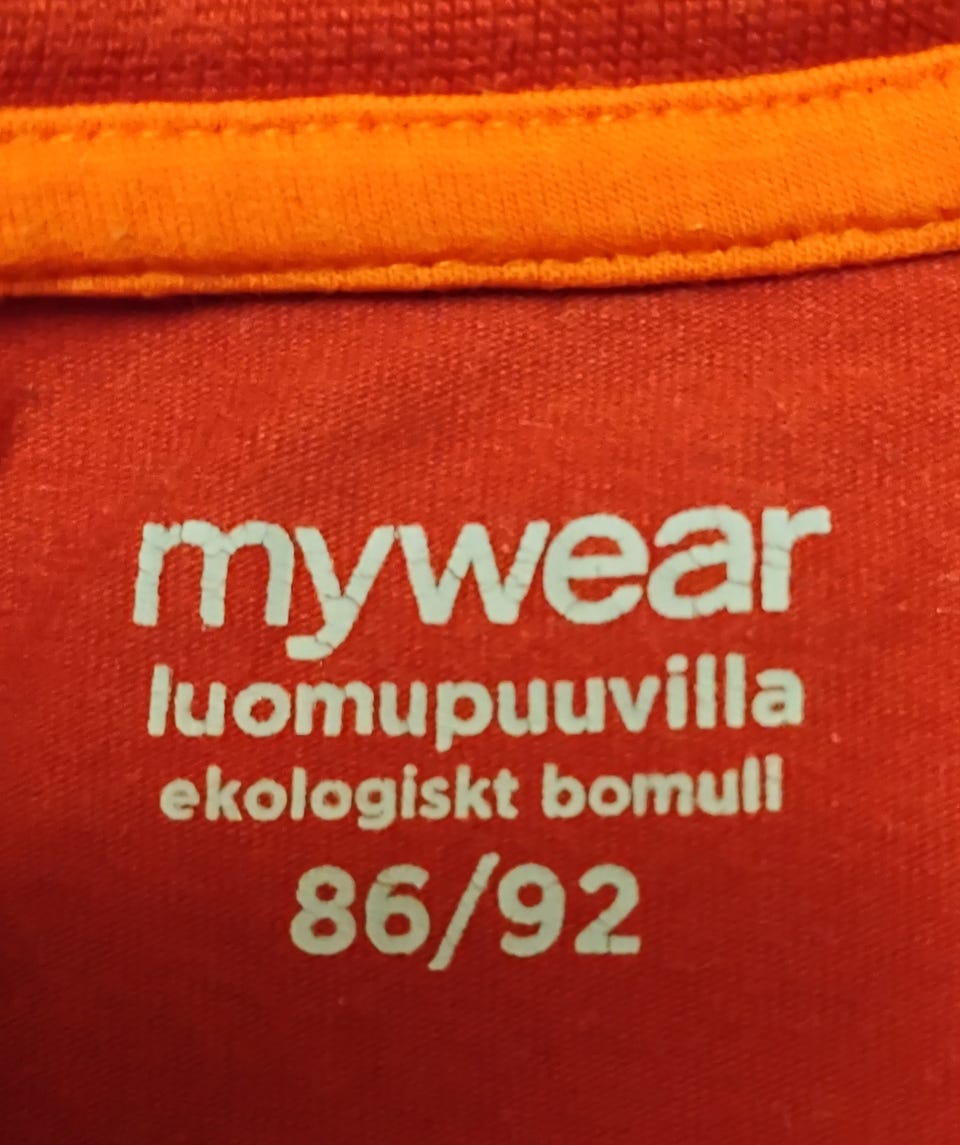 mywear
luomupuuvilla
ekologiskt bomull
86/92